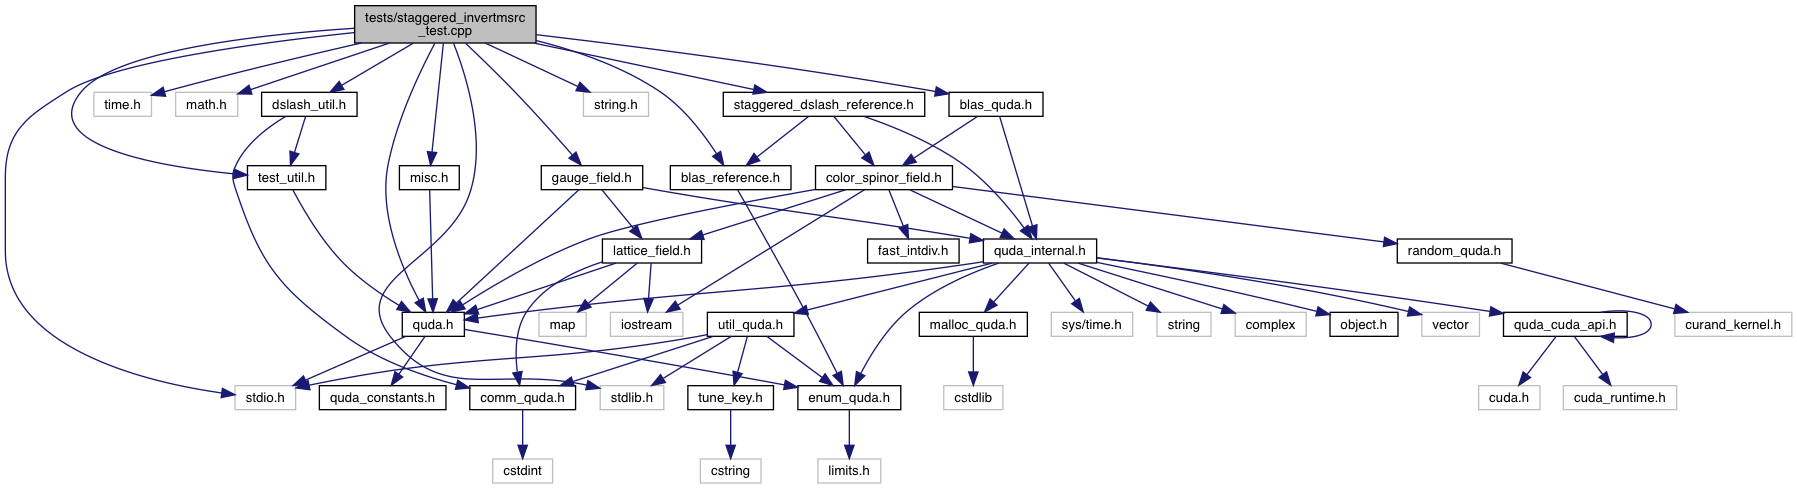 tests/staggered_invertmsrc
_test.cpp
time.h
math.h
dslash_util.h
string.h
staggered_dslash_reference.h
blas_quda.h
test_util.h
misc.h
gauge_field.h
blas_reference.h
color_spinor_field.h
lattice_field.h
fast_intdiv.h
quda_internal.h
random_quda.h
quda.h
map
iostream
util_quda.h
malloc_quda.h
sys/time.h
string
complex
object.h
vector
quda_cuda_api.h
curand_kernel.h
stdio.h
quda_constants.h
comm_quda.h
stdlib.h
tune_key.h
enum_quda.h
cstdlib
cuda.h
cuda_runtime.h
cstdint
cstring
limits.h